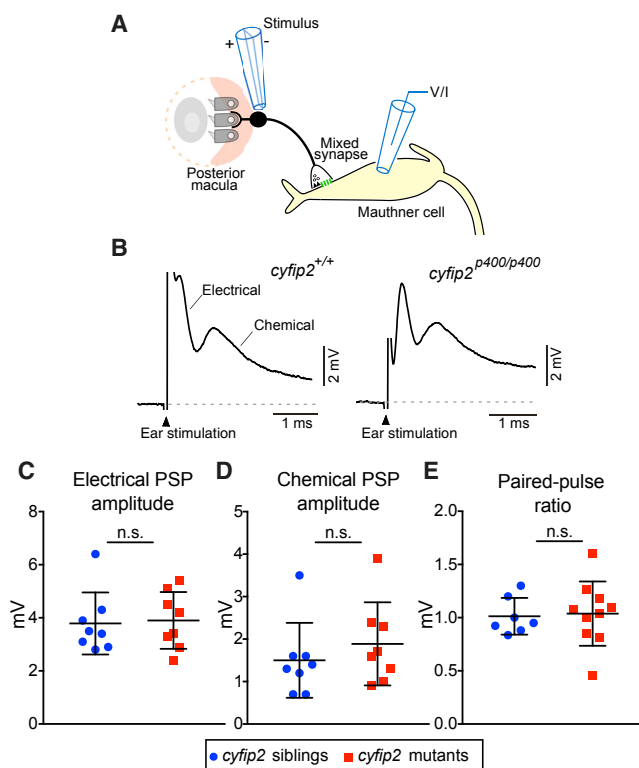 A
Stimulus
+ -
V/I
Mixed
synapse
Posterior
macula
Mauthner cell
B
cyfip2+/+
cyfip2p400/p400
Electrical
Chemical
2 mV
2 mV
1 ms
1 ms
Ear stimulation
Ear stimulation
C
Electrical PSP
amplitude
n.s.
mV
8
6
4
2
0
D
Chemical PSP
amplitude
n.s.
mV
5
4
3
2
1
0
E
Paired-pulse
ratio
n.s.
mV
2.0
1.5
1.0
0.5
0.0
cyfip2 siblings
cyfip2 mutants